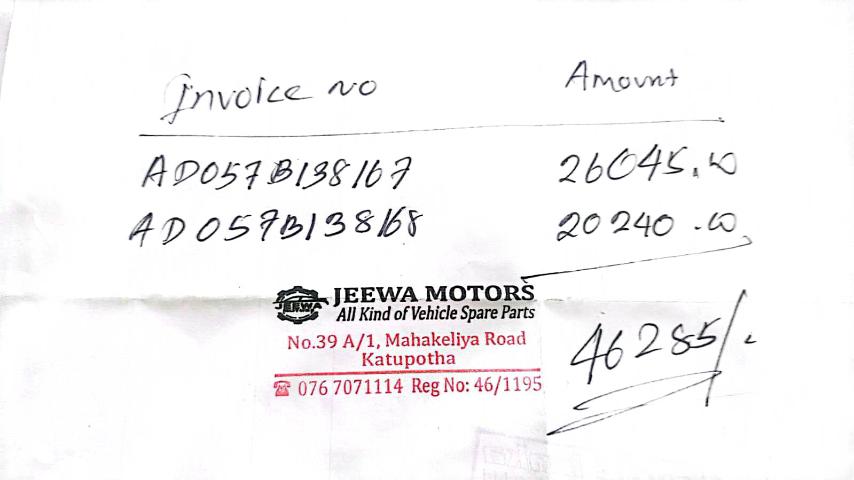 Invoice no Amount
AD057B138167 26045.00
AD057B138168 20240.00
JEEWA
JEEWA MOTORS
All Kind of Vehicle Spare Parts
No.39 A/1, Mahakeliya Road
Katupotha
☎ 076 7071114 Reg No: 46/1195
46285/-